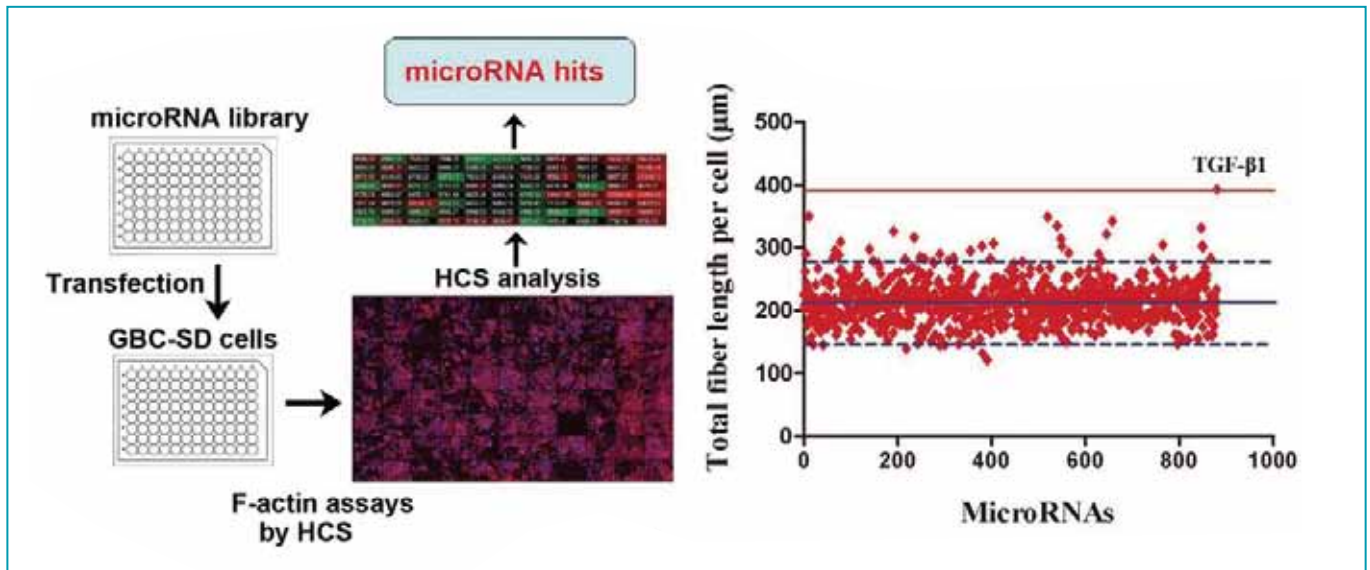 microRNA hits
microRNA library
Transfection
GBC-SD cells
F-actin assays
by HCS
HCS analysis
Total fiber length per cell (μm)
500
400
300
200
100
0
TGF-β1
0 200 400 600 800 1000
MicroRNAs